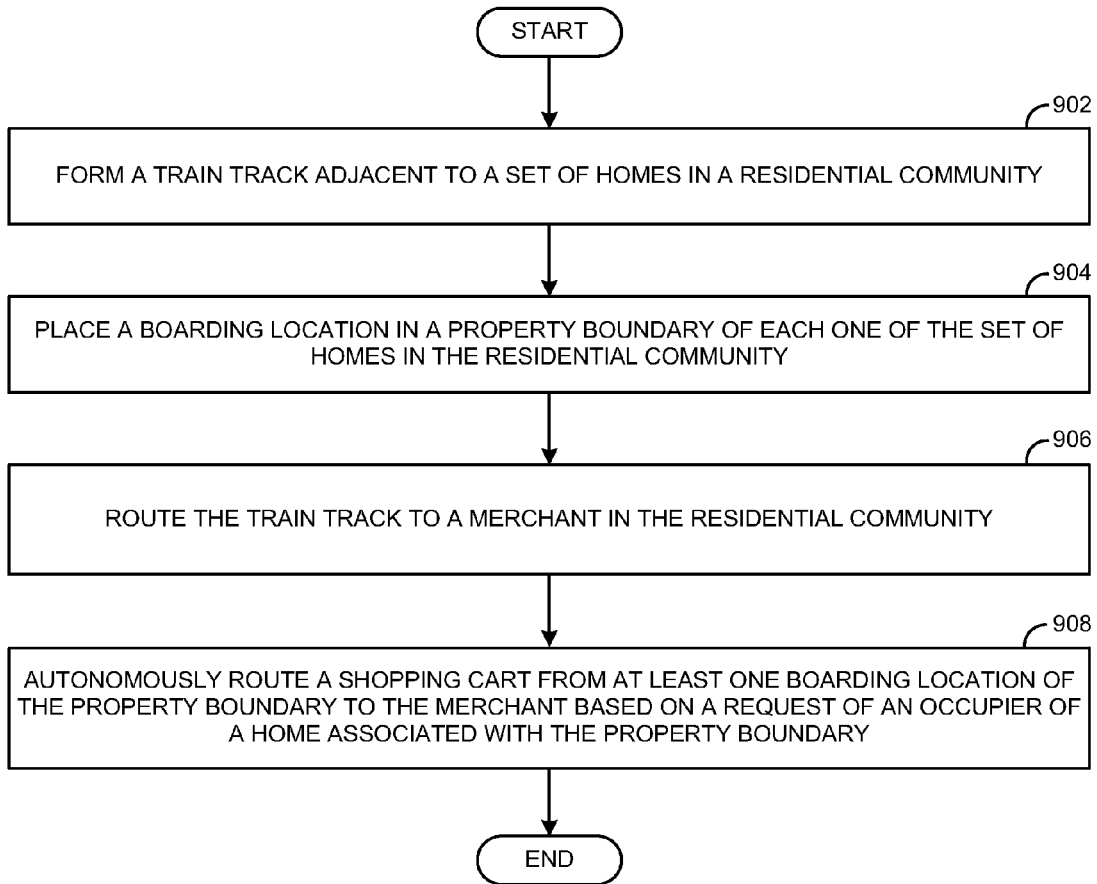 START
902
FORM A TRAIN TRACK ADJACENT TO A SET OF HOMES IN A RESIDENTIAL COMMUNITY
904
PLACE A BOARDING LOCATION IN A PROPERTY BOUNDARY OF EACH ONE OF THE SET OF
HOMES IN THE RESIDENTIAL COMMUNITY
906
ROUTE THE TRAIN TRACK TO A MERCHANT IN THE RESIDENTIAL COMMUNITY
908
AUTONOMOUSLY ROUTE A SHOPPING CART FROM AT LEAST ONE BOARDING LOCATION OF
THE PROPERTY BOUNDARY TO THE MERCHANT BASED ON A REQUEST OF AN OCCUPIER OF
A HOME ASSOCIATED WITH THE PROPERTY BOUNDARY
END